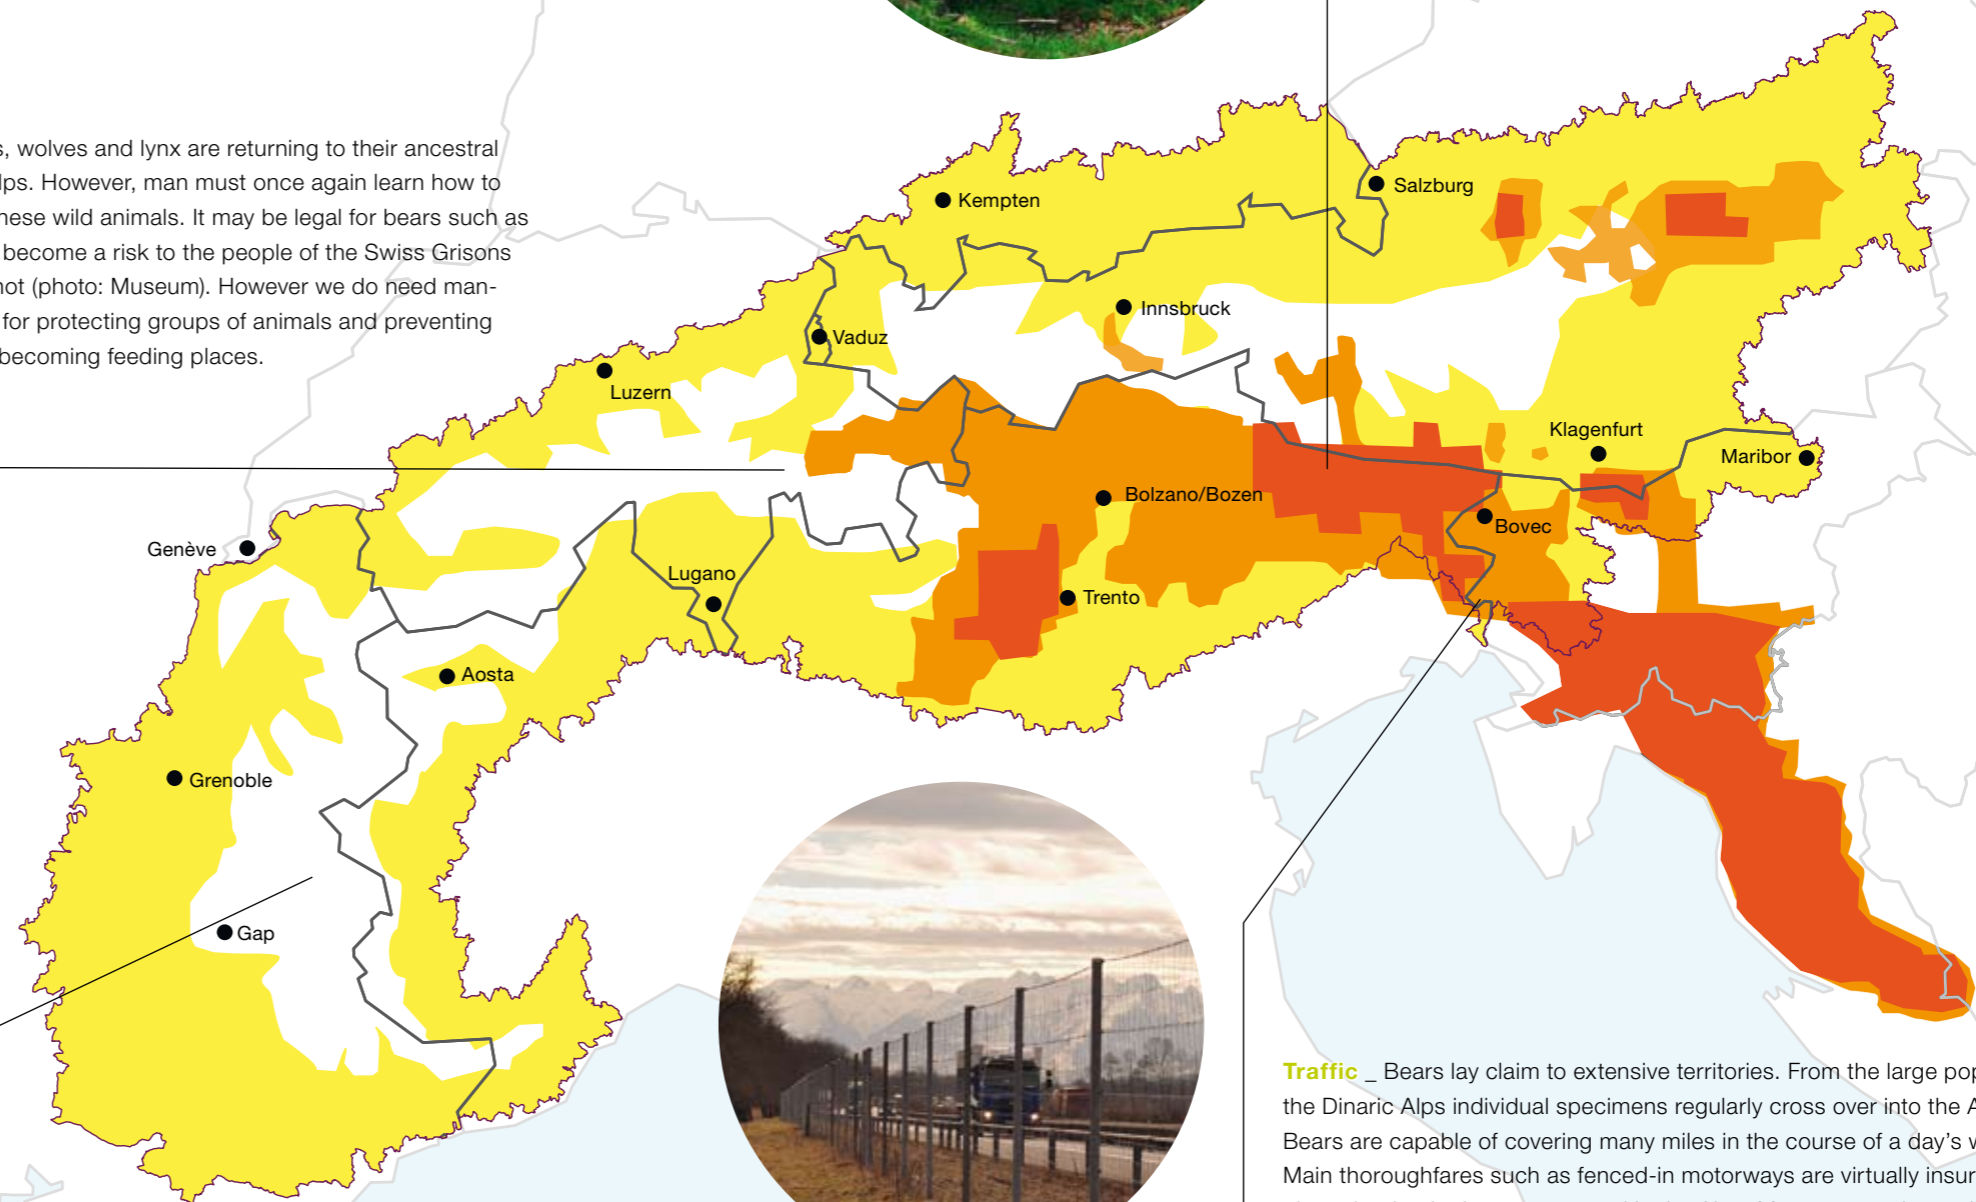 , wolves and lynx are returning to their ancestral
lps. However, man must once again learn how to
hese wild animals. It may be legal for bears such as
become a risk to the people of the Swiss Grisons
not (photo: Museum). However we do need man-
for protecting groups of animals and preventing
becoming feeding places.
Kempten
Salzburg
Innsbruck
Vaduz
Luzern
Klagenfurt
Maribor
Bolzano/Bozen
Bovec
Genève
Lugano
Trento
Aosta
Grenoble
Gap
Traffic _ Bears lay claim to extensive territories. From the large pop
the Dinaric Alps individual specimens regularly cross over into the A
Bears are capable of covering many miles in the course of a day's w
Main thoroughfares such as fenced-in motorways are virtually insur